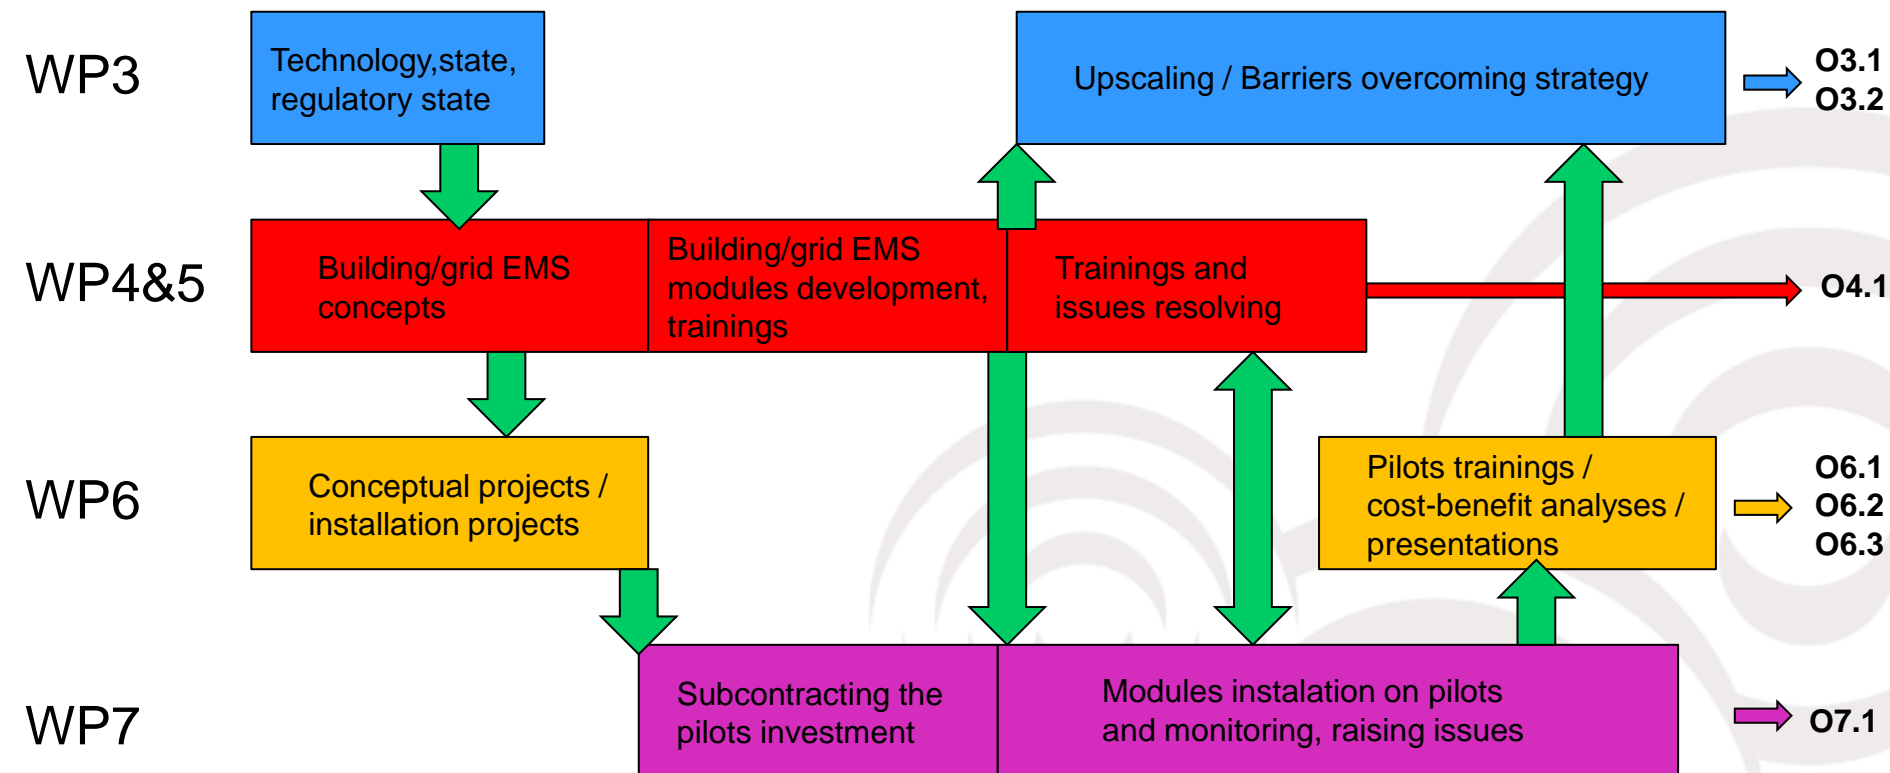 WP3
Technology,state,
regulatory state
Upscaling / Barriers overcoming strategy
O3.1
O3.2
WP4&5
Building/grid EMS
concepts
Building/grid EMS
modules development,
trainings
Trainings and
issues resolving
O4.1
WP6
Conceptual projects /
installation projects
Pilots trainings /
cost-benefit analyses /
presentations
O6.1
O6.2
O6.3
WP7
Subcontracting the
pilots investment
Modules instalation on pilots
and monitoring, raising issues
O7.1